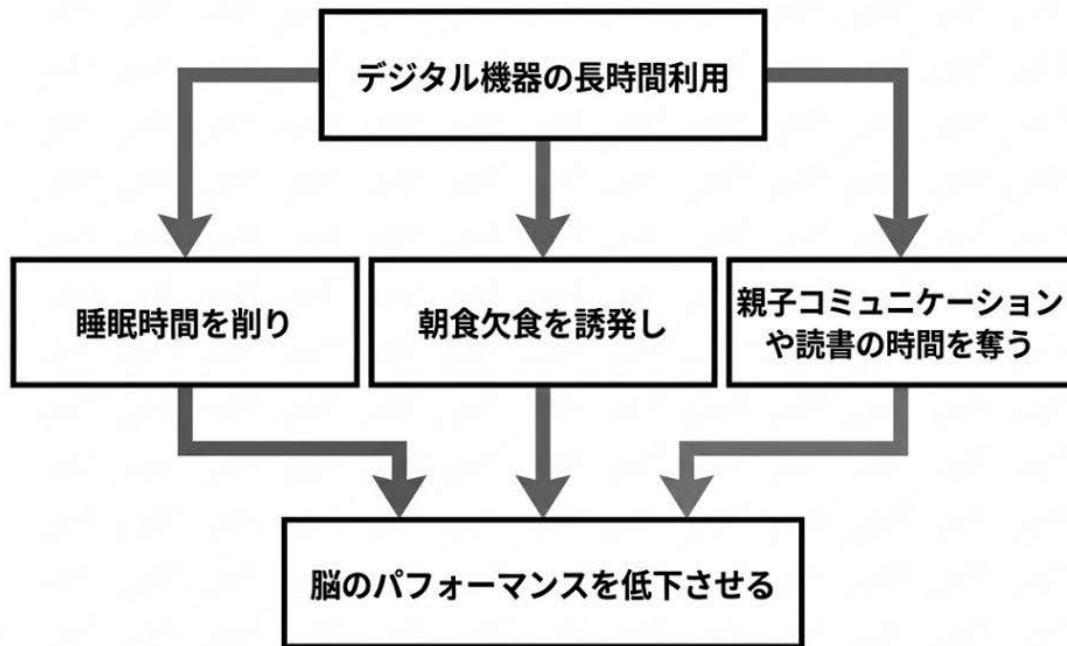 デジタル機器の長時間利用
睡眠時間を削り
朝食欠食を誘発し
親子コミュニケーション
や読書の時間を奪う
脳のパフォーマンスを低下させる